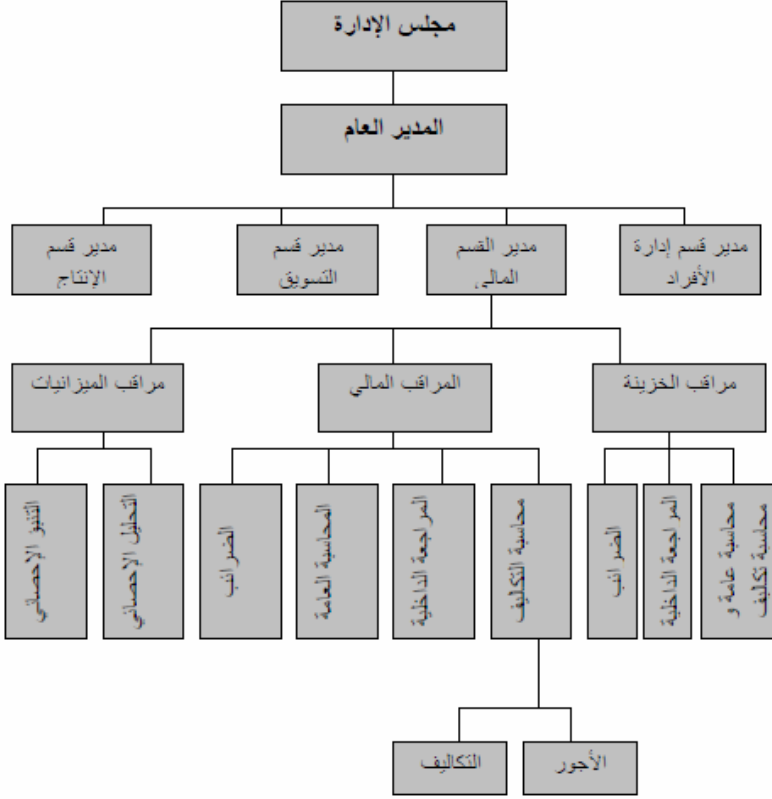 مجلس الإدارة
المدير العام
مدير قسم إدارة
الأفراد
مدير القسم
المالي
مدير قسم
التسويق
مدير قسم
الإنتاج
مراقب الخزينة
المراقب المالي
مراقب الميزانيات
محاسبة عامة و
محاسبة تكاليف
المراجعة الداخلية
الضرائب
محاسبة التكاليف
المراجعة الداخلية
المحاسبة العامة
الضرائب
التحليل الإحصائي
التنبؤ الإحصائي
الأجور
التكاليف